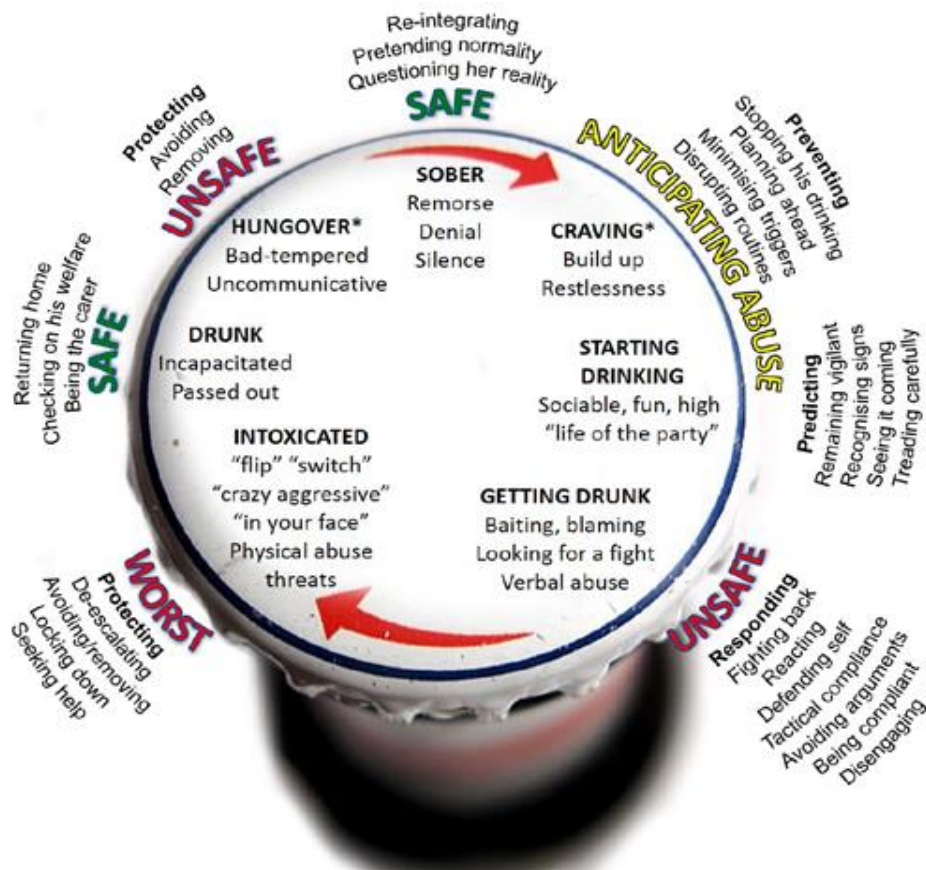 Re-integrating
Pretending normality
Questioning her reality
SAFE
ANTICIPATING ABUSE
Preventing
Stopping his drinking
Planning ahead
Minimising triggers
Disrupting routines
Predicting
Remaining vigilant
Recognising signs
Seeing it coming
Treading carefully
UNSAFE
Responding
Fighting back
Reacting
Defending self
Tactical compliance
Avoiding arguments
Being compliant
Disengaging
WORST
Protecting
De-escalating
Avoiding/removing
Locking down
Seeking help
SAFE
Returning home
Checking on his welfare
Being the carer
UNSAFE
Protecting
Avoiding
Removing
SOBER
Remorse
Denial
Silence
CRAVING*
Build up
Restlessness
STARTING
DRINKING
Sociable, fun, high
“life of the party”
GETTING DRUNK
Baiting, blaming
Looking for a fight
Verbal abuse
INTOXICATED
“flip” “switch”
“crazy aggressive”
“in your face”
Physical abuse
threats
DRUNK
Incapacitated
Passed out
HUNGOVER*
Bad-tempered
Uncommunicative